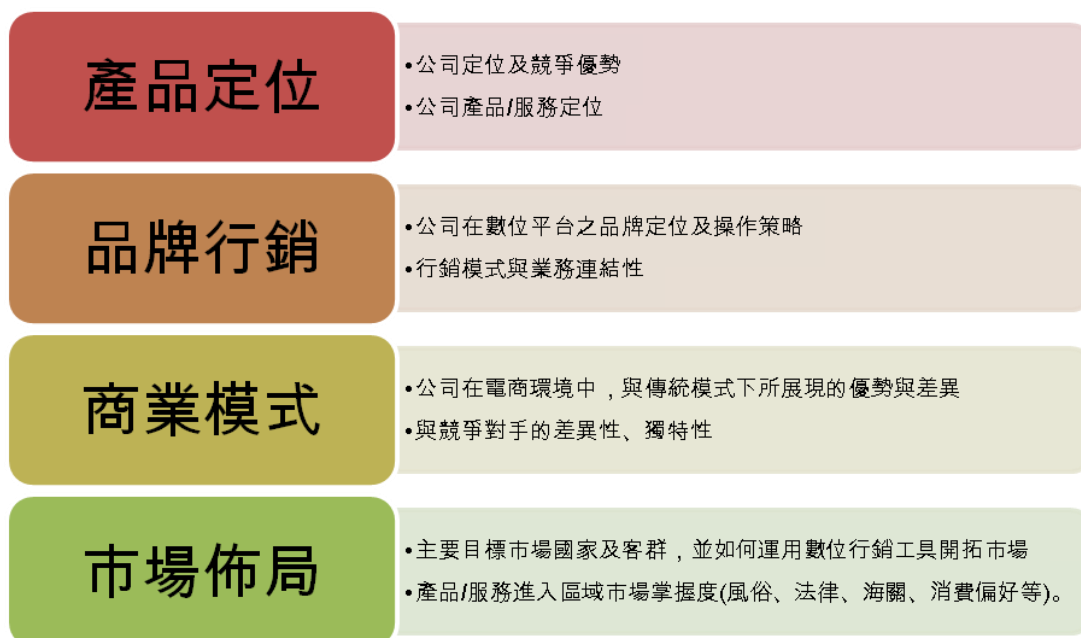 產品定位
•公司定位及競爭優勢
•公司產品/服務定位
品牌行銷
•公司在數位平台之品牌定位及操作策略
•行銷模式與業務連結性
商業模式
•公司在電商環境中，與傳統模式下所展現的優勢與差異
•與競爭對手的差異性、獨特性
市場佈局
•主要目標市場國家及客群，並如何運用數位行銷工具開拓市場
•產品/服務進入區域市場掌握度(風俗、法律、海關、消費偏好等)。